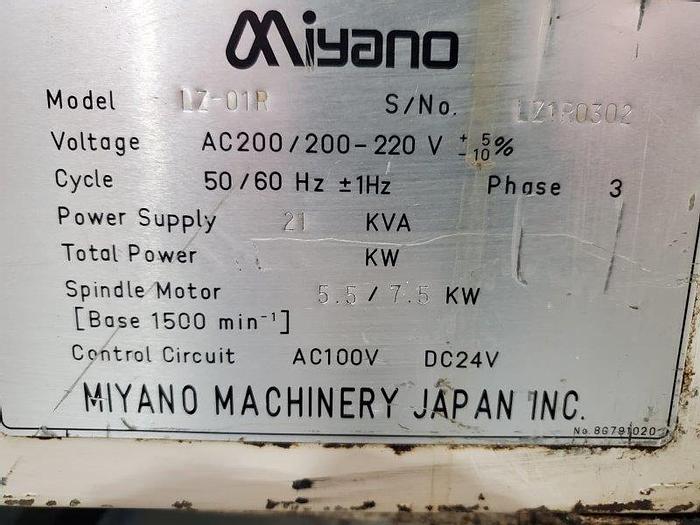 Miyano
Model LZ-01R S/No. LZ1R0302
Voltage AC200/200-220 V + 5 - 10 %
Cycle 50/60 Hz ±1Hz Phase 3
Power Supply 21 KVA
Total Power KW
Spindle Motor 5.5/7.5 KW
[Base 1500 min⁻¹]
Control Circuit AC100V DC24V
MIYANO MACHINERY JAPAN INC.
No 8G791020